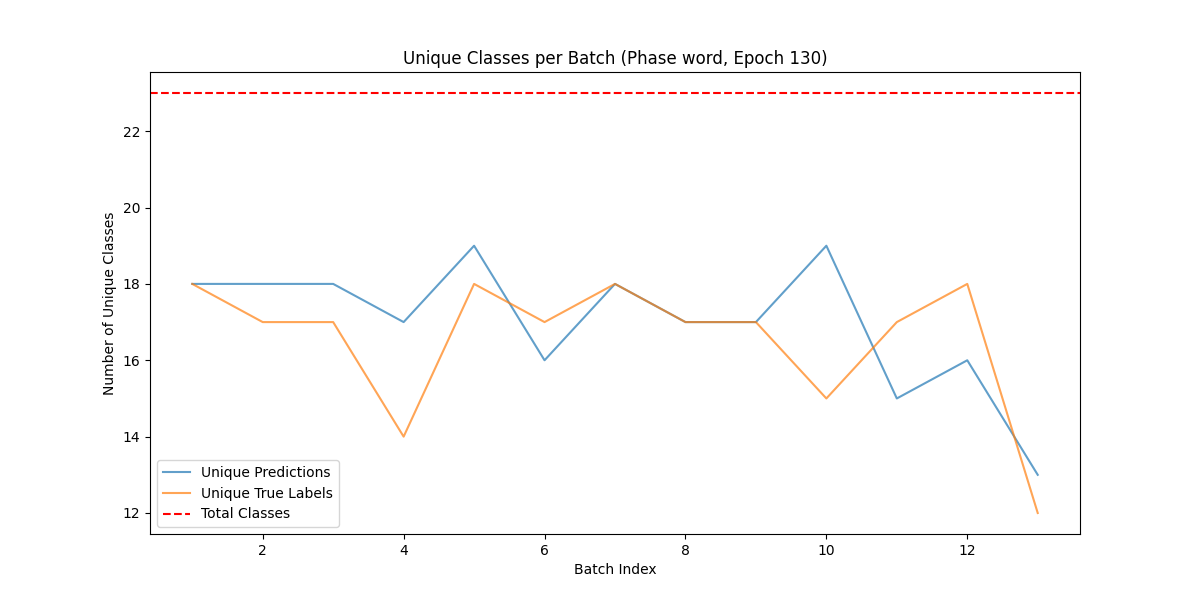 Unique Classes per Batch (Phase word, Epoch 130)
Number of Unique Classes
22
20
18
16
14
12
Unique Predictions
Unique True Labels
Total Classes
2
4
6
8
10
12
Batch Index